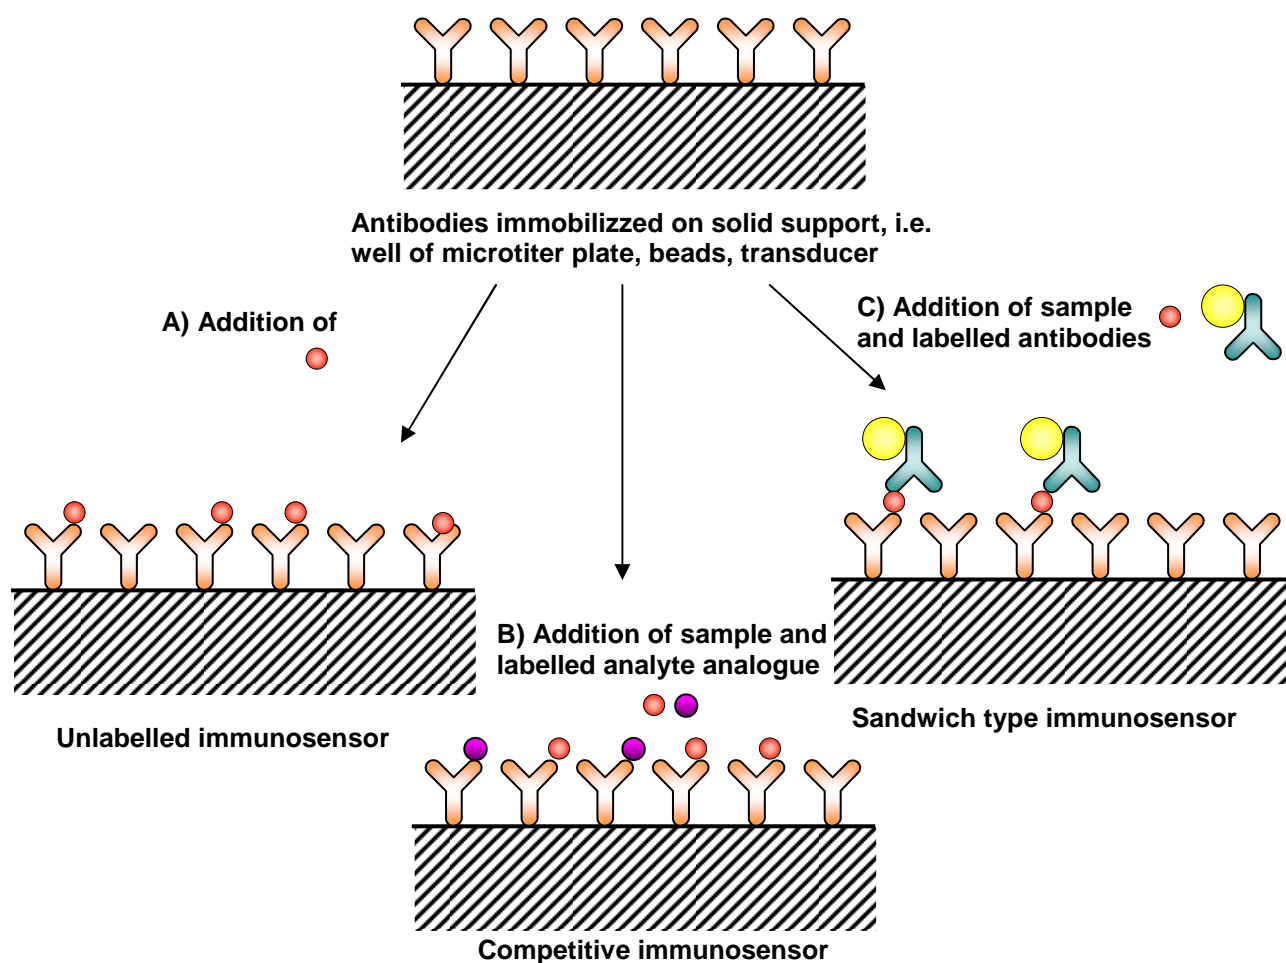 Antibodies immobilizzed on solid support, i.e.
well of microtiter plate, beads, transducer
A) Addition of
C) Addition of sample
and labelled antibodies
B) Addition of sample and
labelled analyte analogue
Unlabelled immunosensor
Sandwich type immunosensor
Competitive immunosensor